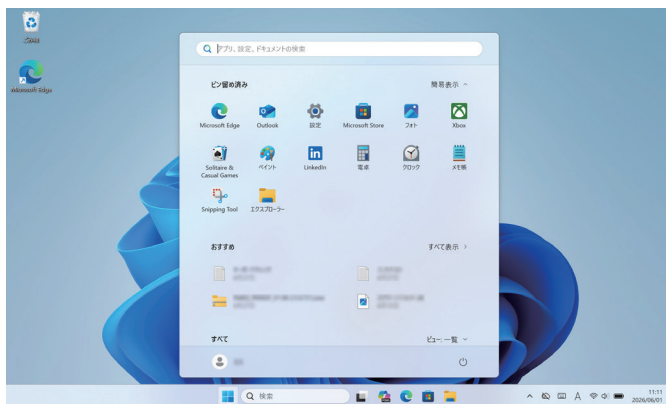 ごみ箱
Microsoft Edge
アプリ、設定、ドキュメントの検索
ピン留め済み
簡易表示
Microsoft Edge
Outlook
設定
Microsoft Store
フォト
Xbox
Solitaire &
Casual Games
ペイント
LinkedIn
電卓
クロック
メモ帳
Snipping Tool
エクスプローラー
おすすめ
すべて表示
すべて
ビュー: 一覧
検索
A
11:11
2026/06/01